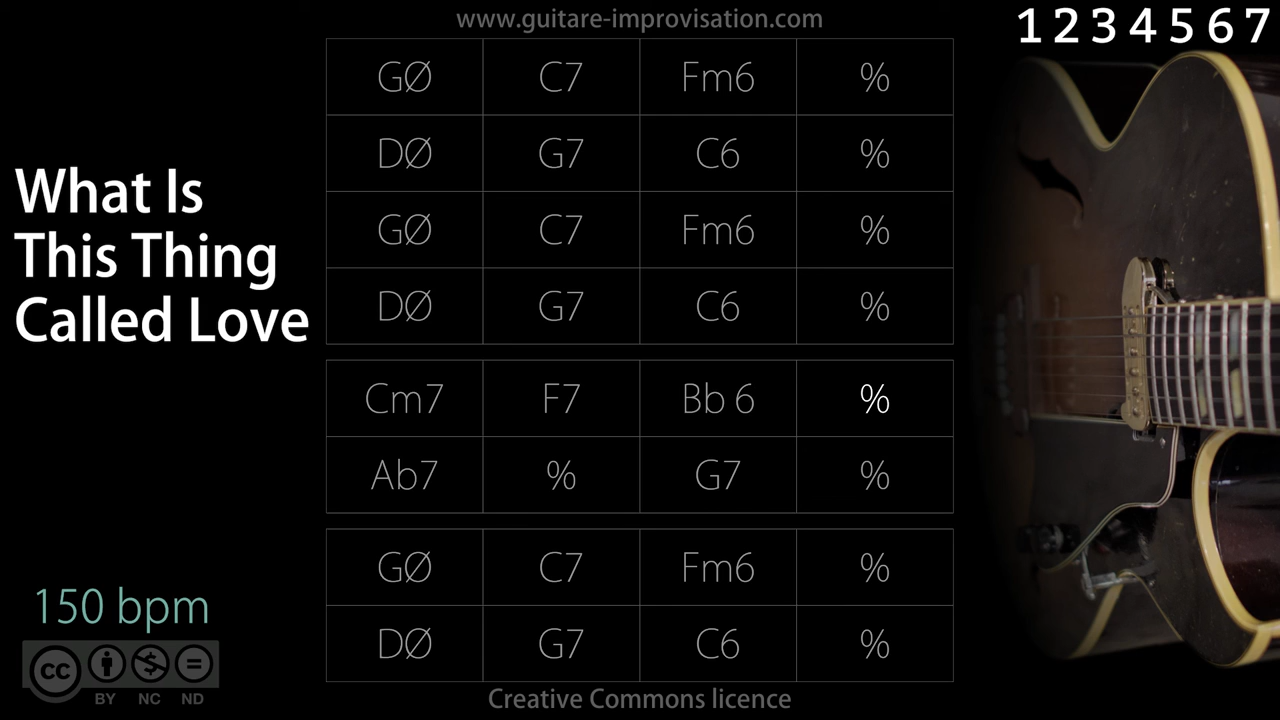 www.guitare-improvisation.com
1 2 3 4 5 6 7
What Is
This Thing
Called Love
GØ C7 Fm6 %
DØ G7 C6 %
GØ C7 Fm6 %
DØ G7 C6 %
Cm7 F7 Bb 6 %
Ab7 % G7 %
GØ C7 Fm6 %
DØ G7 C6 %
150 bpm
cc
BY NC ND
Creative Commons licence